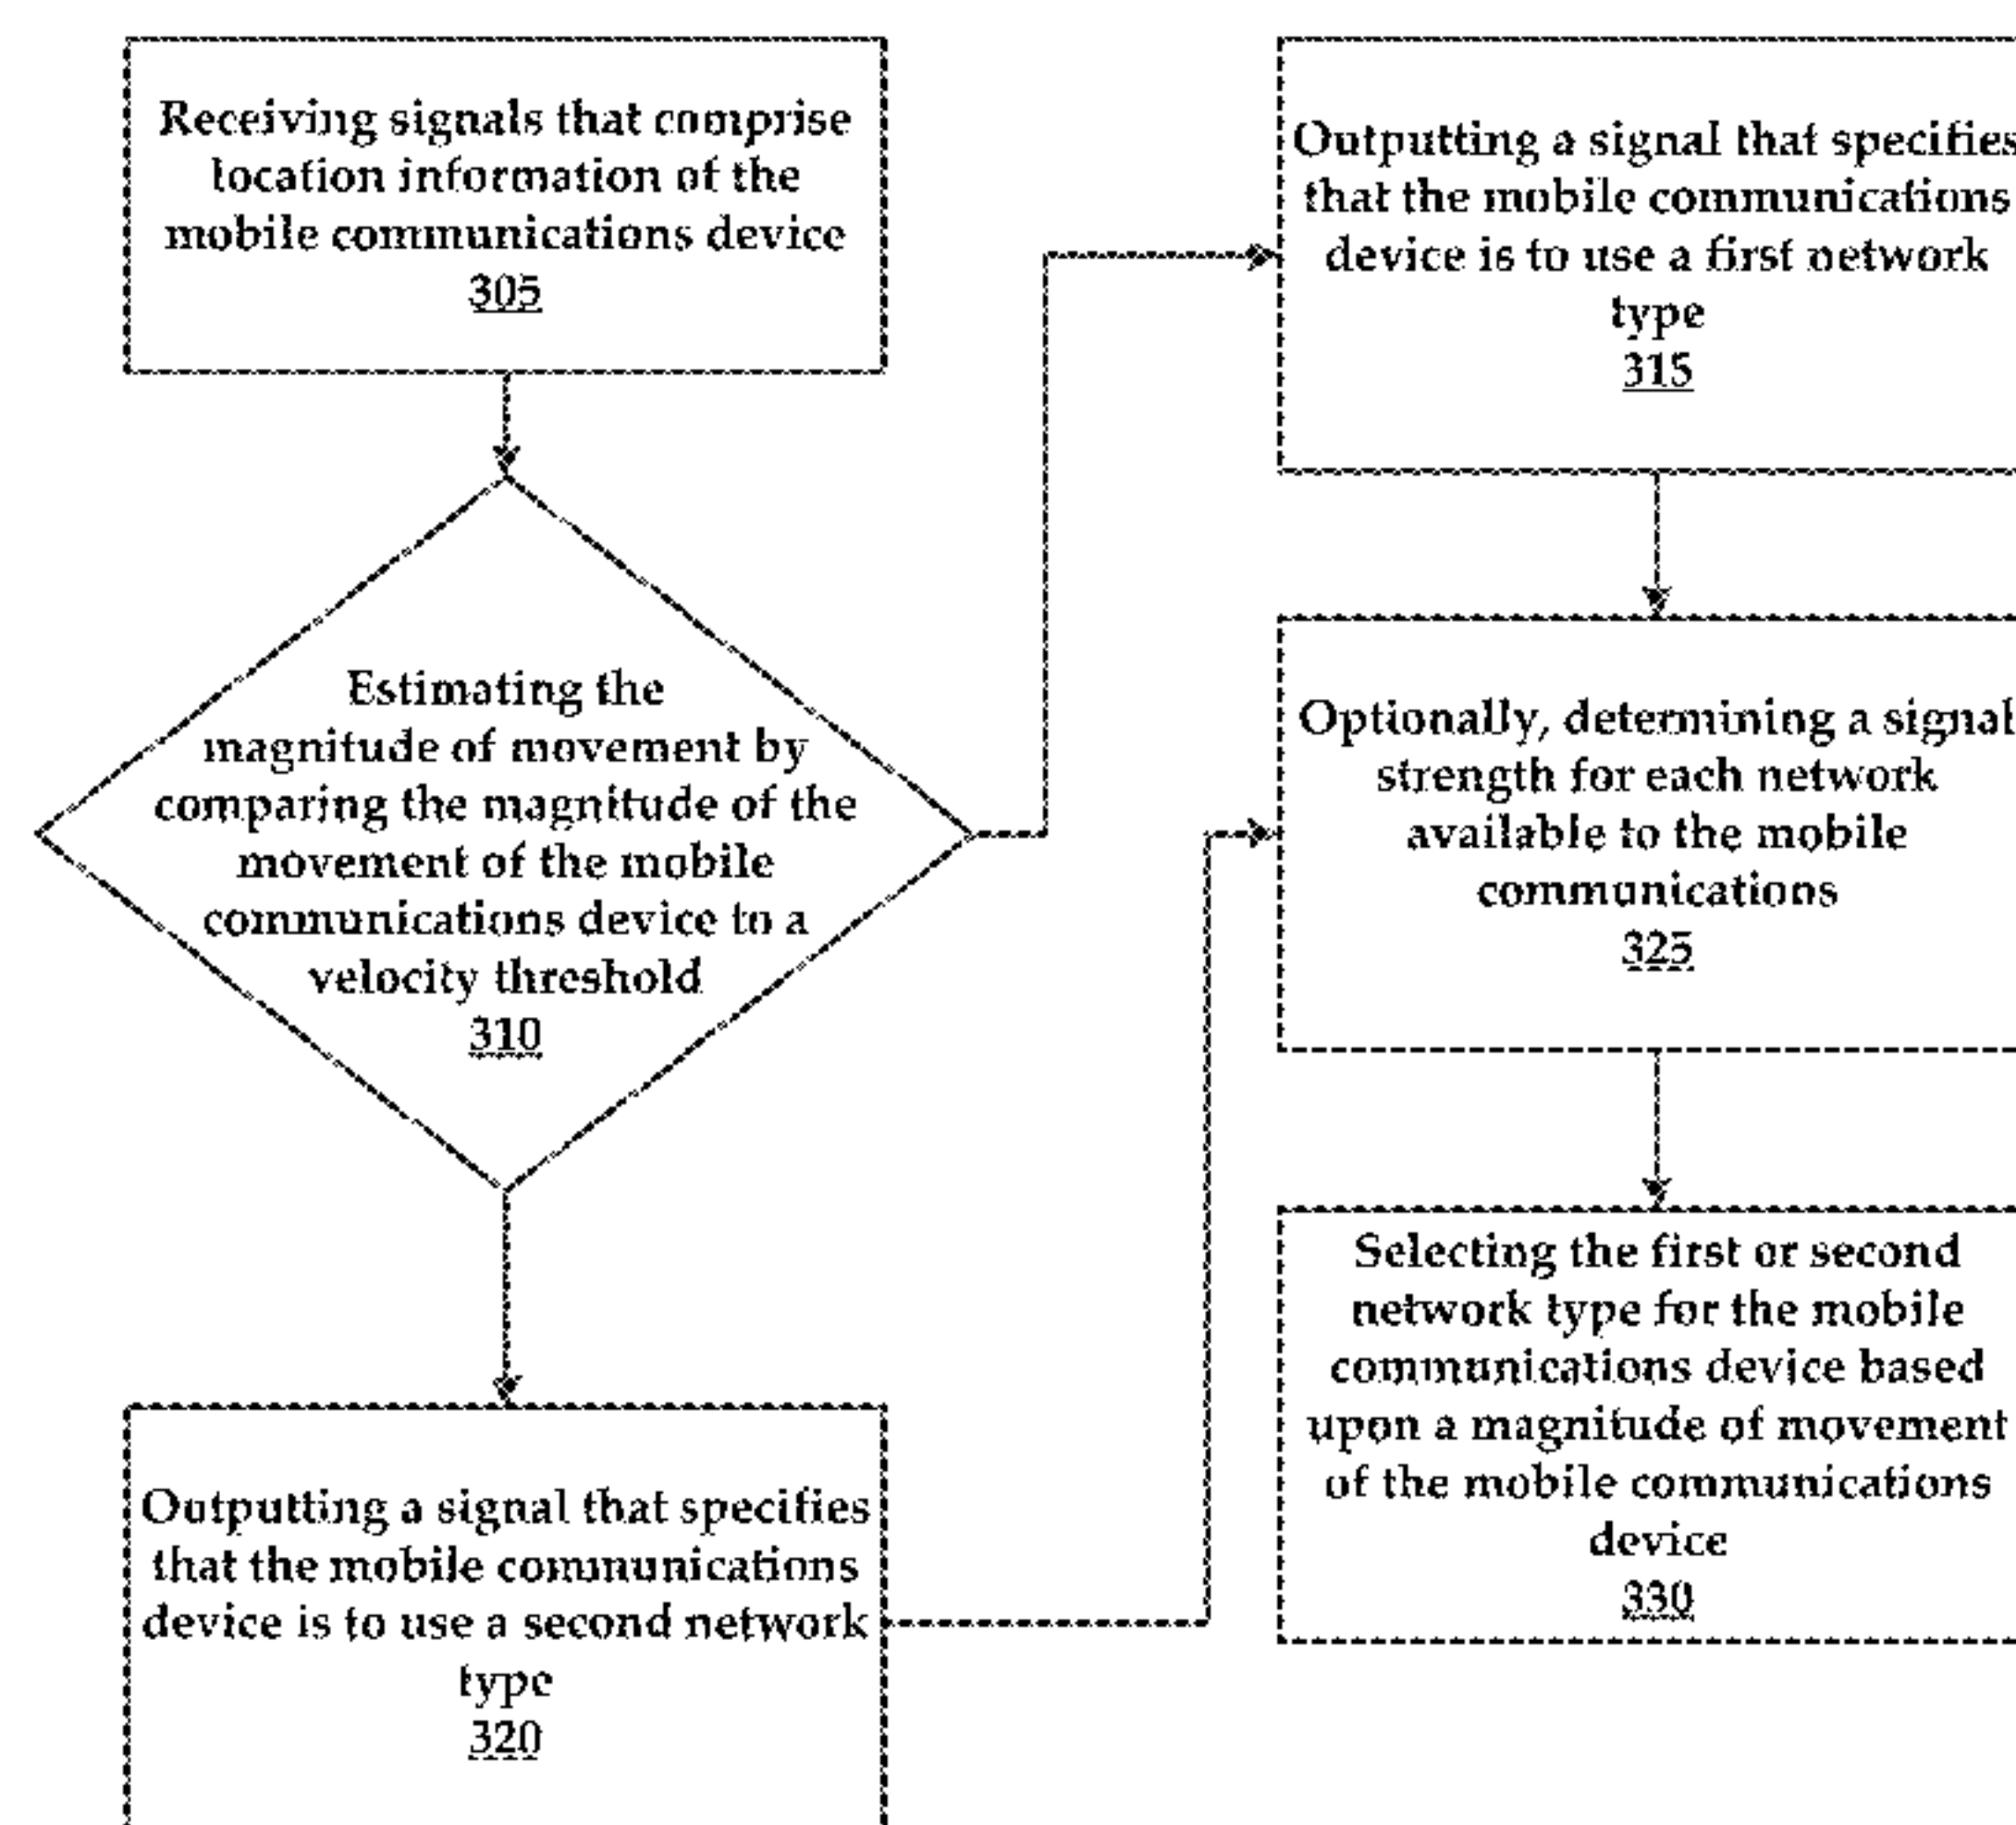 Receiving signals that comprise
location information of the
mobile communications device
305
Estimating the
magnitude of movement by
comparing the magnitude of the
movement of the mobile
communications device to a
velocity threshold
310
Outputting a signal that specifies
that the mobile communications
device is to use a first network
type
315
Outputting a signal that specifies
that the mobile communications
device is to use a second network
type
320
Optionally, determining a signal
strength for each network
available to the mobile
communications
325
Selecting the first or second
network type for the mobile
communications device based
upon a magnitude of movement
of the mobile communications
device
330